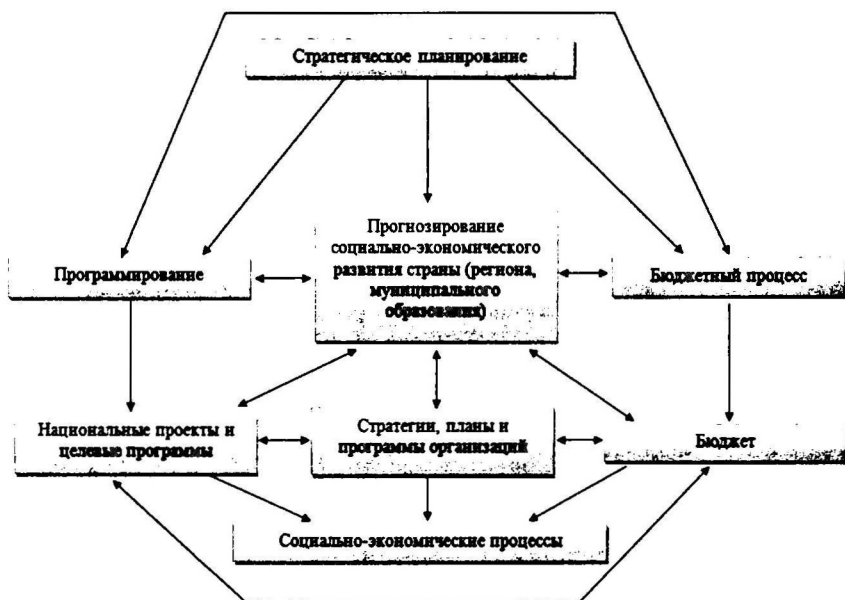 Стратегическое планирование
Прогнозирование
социально-экономического
развития страны (региона,
муниципального
образования)
Программирование
Бюджетный процесс
Национальные проекты и
целевые программы
Стратегии, планы и
программы организаций
Бюджет
Социально-экономические процессы